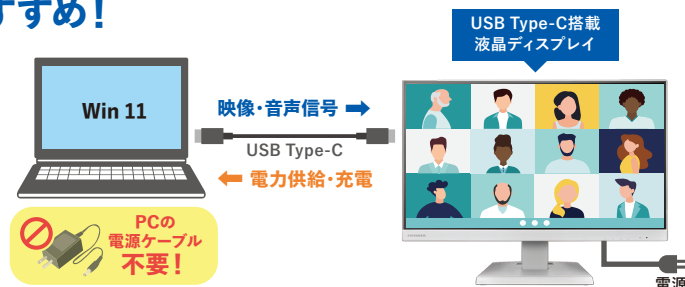 すすめ!
USB Type-C搭載
液晶ディスプレイ
Win 11
映像・音声信号 ➡
USB Type-C
⬅ 電力供給・充電
PCの
電源ケーブル
不要!
電源